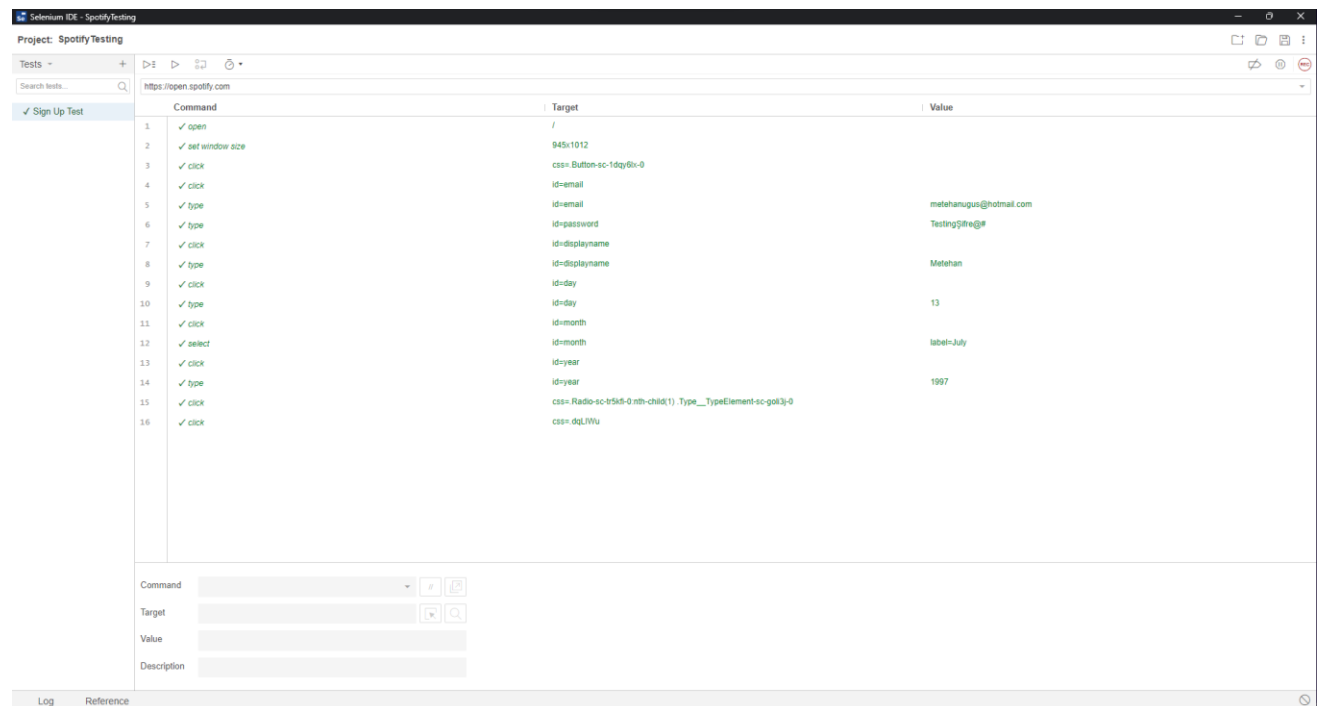 Selenium IDE - SpotifyTesting
Project: SpotifyTesting
Tests
Search tests...
https://open.spotify.com
✓ Sign Up Test
Command Target Value
1 ✓ open /
2 ✓ set window size 945x1012
3 ✓ click css=.Button-sc-1dqy6lx-0
4 ✓ click id=email
5 ✓ type id=email metehanugus@hotmail.com
6 ✓ type id=password TestingŞifre@#
7 ✓ click id=displayname
8 ✓ type id=displayname Metehan
9 ✓ click id=day
10 ✓ type id=day 13
11 ✓ click id=month
12 ✓ select id=month label=July
13 ✓ click id=year
14 ✓ type id=year 1997
15 ✓ click css=.Radio-sc-tr5kfi-0:nth-child(1) .Type__TypeElement-sc-goli3j-0
16 ✓ click css=.dqLIWu
Command //
Target
Value
Description
Log Reference
REC